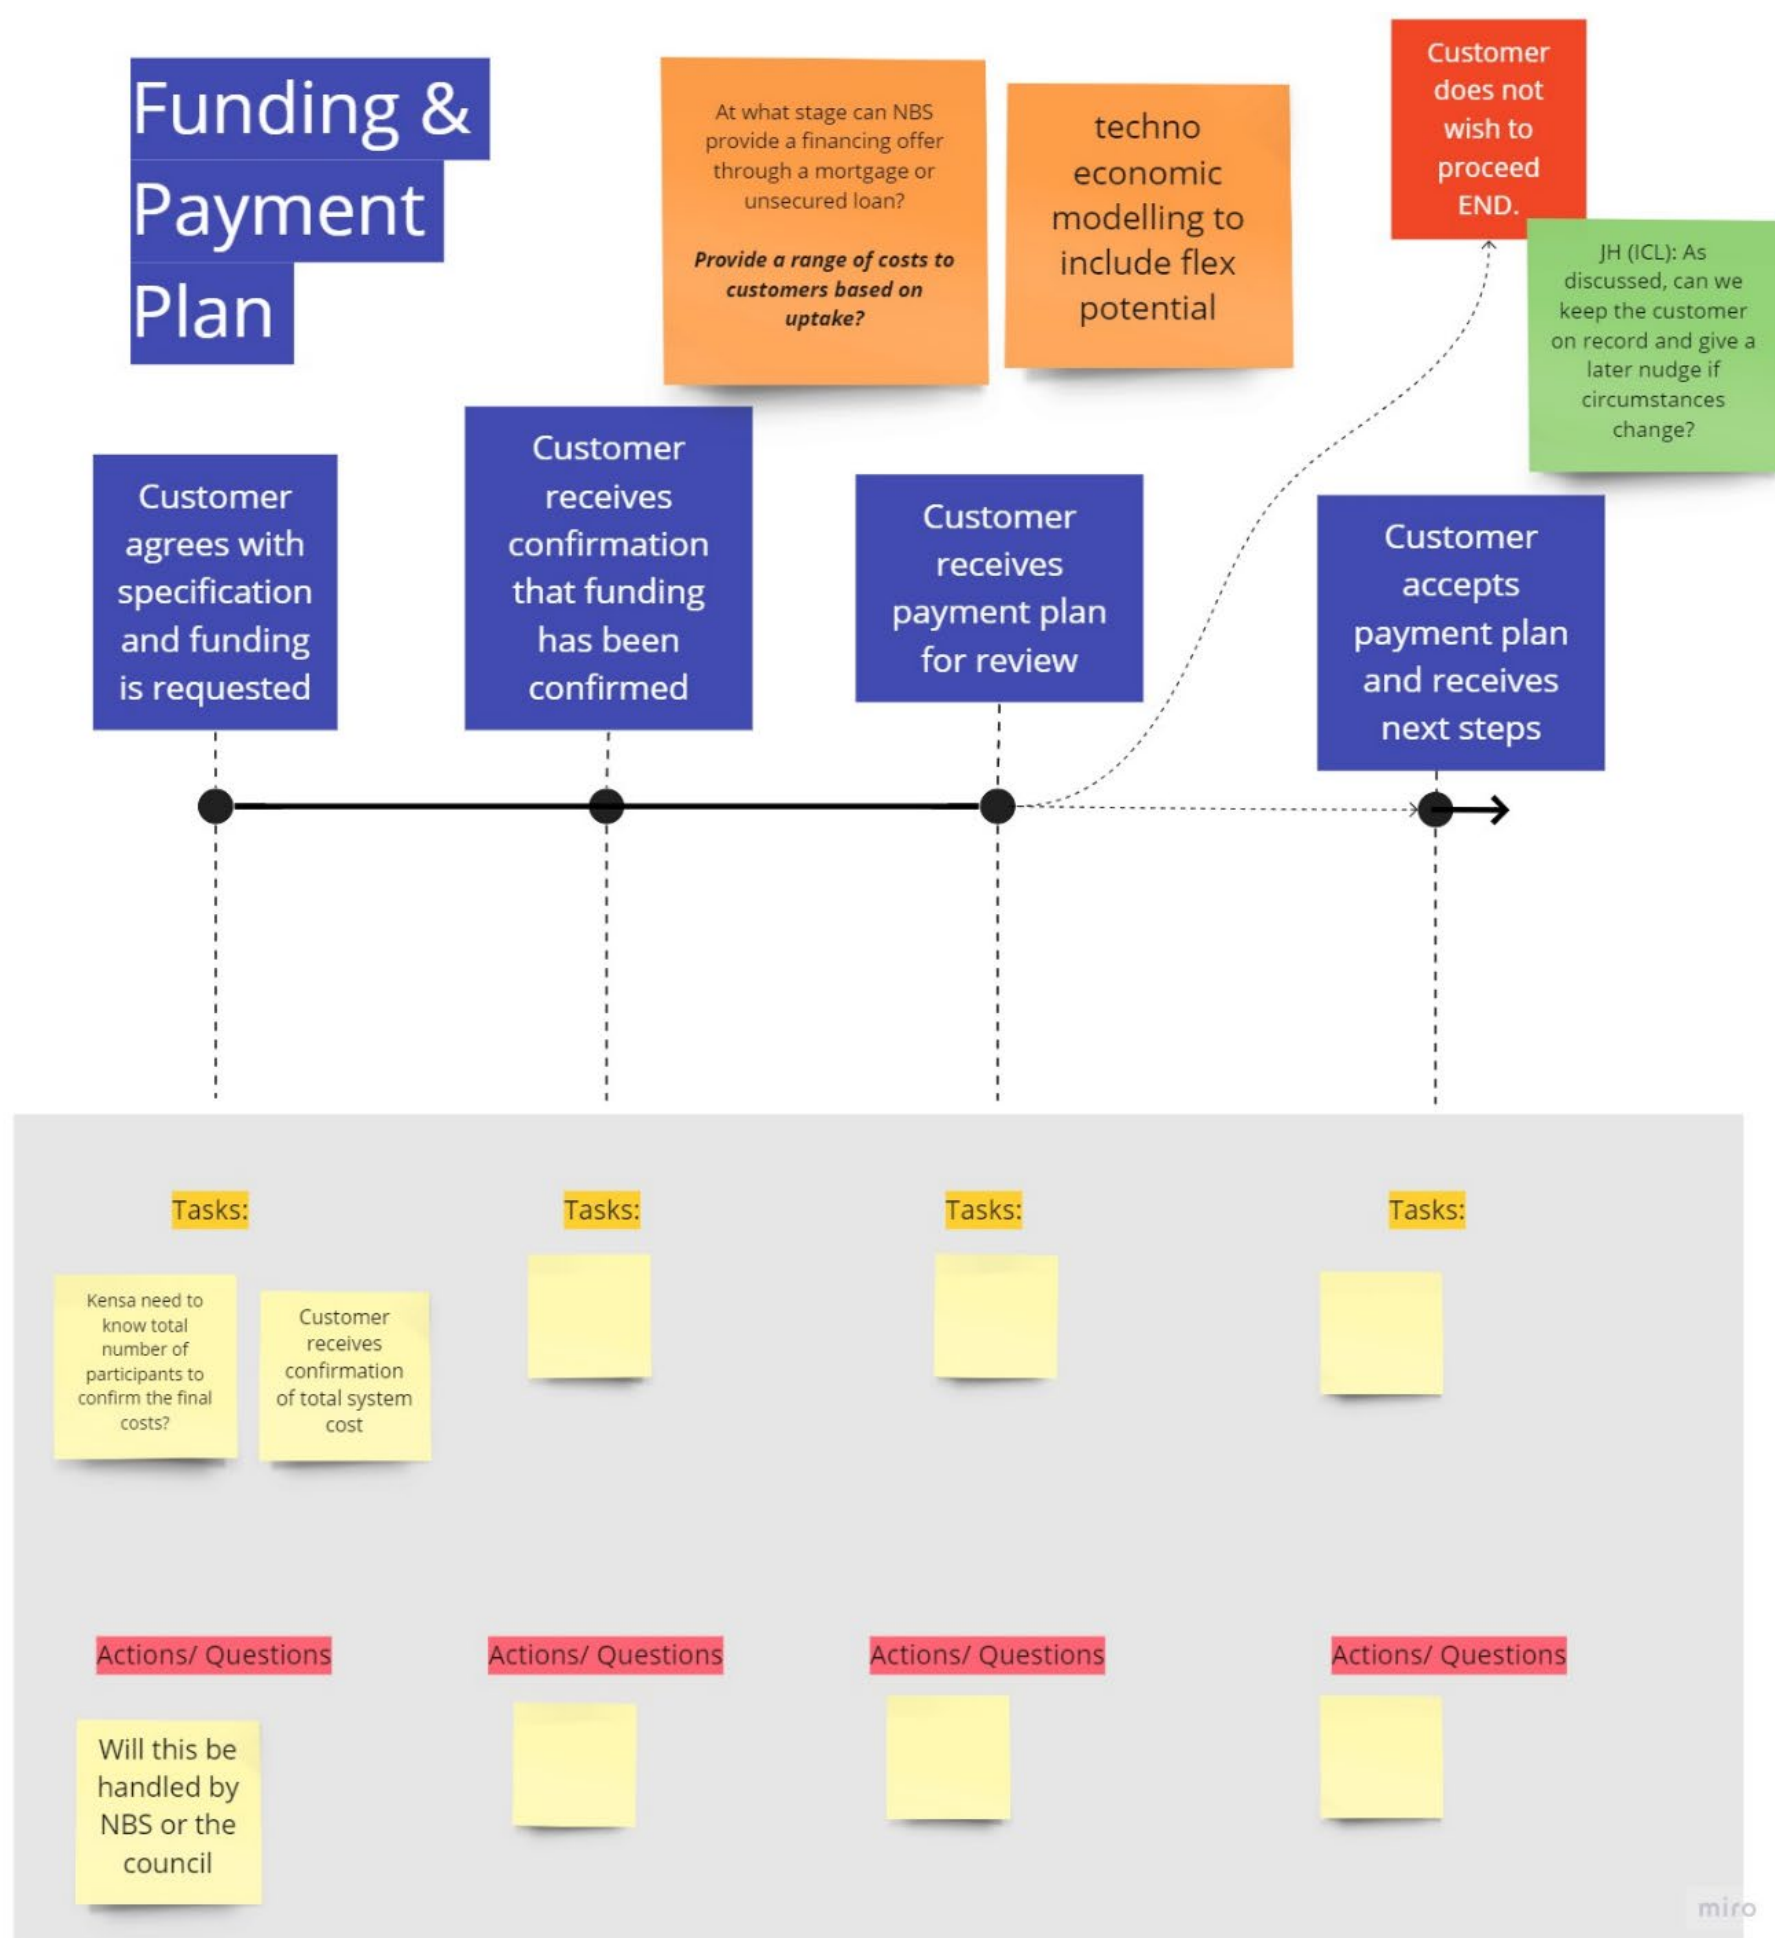 Funding &
Payment
Plan
At what stage can NBS
provide a financing offer
through a mortgage or
unsecured loan?
Provide a range of costs to
customers based on
uptake?
techno
economic
modelling to
include flex
potential
Customer
does not
wish to
proceed
END.
JH (ICL): As
discussed, can we
keep the customer
on record and give a
later nudge if
circumstances
change?
Customer
agrees with
specification
and funding
is requested
Customer
receives
confirmation
that funding
has been
confirmed
Customer
receives
payment plan
for review
Customer
accepts
payment plan
and receives
next steps
Tasks:
Tasks:
Tasks:
Tasks:
Kensa need to
know total
number of
participants to
confirm the final
costs?
Customer
receives
confirmation
of total system
cost
Actions/ Questions
Actions/ Questions
Actions/ Questions
Actions/ Questions
Will this be
handled by
NBS or the
council
miro